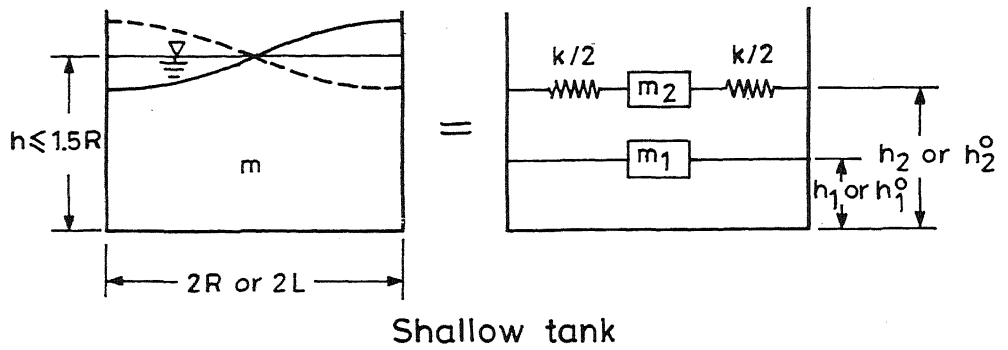 h≤1.5R
m
2R or 2L
=
k/2
k/2
m₂
m₁
h₂ or h₂°
h₁ or h₁°
Shallow tank